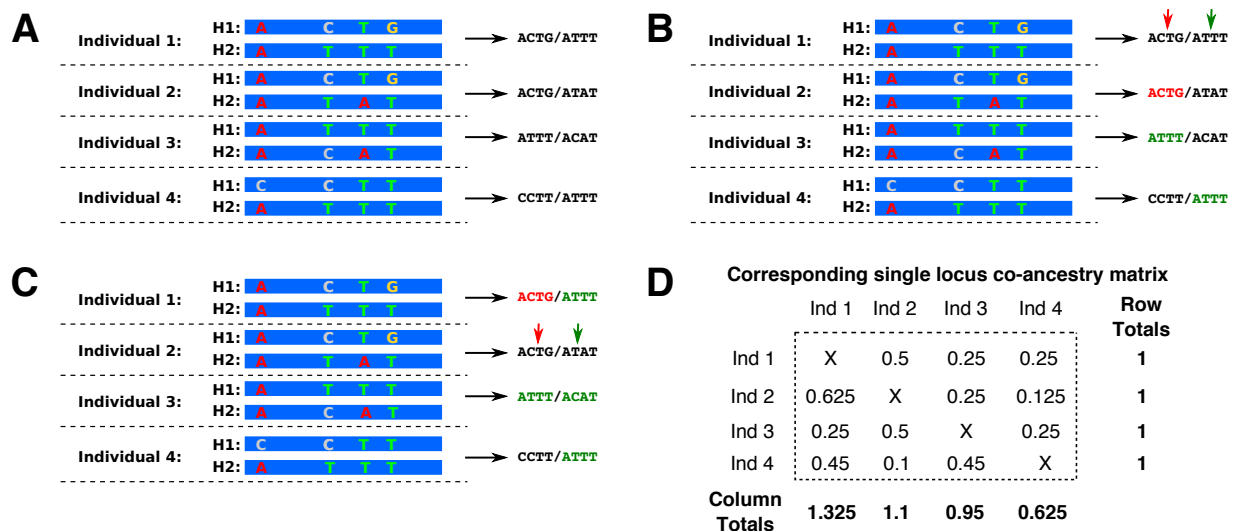 A
Individual 1:
H1: A C T G
H2: A T T T
ACTG/ATTT
Individual 2:
H1: A C T G
H2: A T A T
ACTG/ATAT
Individual 3:
H1: A T T T
H2: A C A T
ATTT/ACAT
Individual 4:
H1: C C T T
H2: A T T T
CCTT/ATTT
B
Individual 1:
H1: A C T G
H2: A T T T
ACTG/ATTT
Individual 2:
H1: A C T G
H2: A T A T
ACTG/ATAT
Individual 3:
H1: A T T T
H2: A C A T
ATTT/ACAT
Individual 4:
H1: C C T T
H2: A T T T
CCTT/ATTT
C
Individual 1:
H1: A C T G
H2: A T T T
ACTG/ATTT
Individual 2:
H1: A C T G
H2: A T A T
ACTG/ATAT
Individual 3:
H1: A T T T
H2: A C A T
ATTT/ACAT
Individual 4:
H1: C C T T
H2: A T T T
CCTT/ATTT
D
Corresponding single locus co-ancestry matrix
Ind 1 Ind 2 Ind 3 Ind 4 Row
Totals
Ind 1 X 0.5 0.25 0.25 1
Ind 2 0.625 X 0.25 0.125 1
Ind 3 0.25 0.5 X 0.25 1
Ind 4 0.45 0.1 0.45 X 1
Column
Totals 1.325 1.1 0.95 0.625